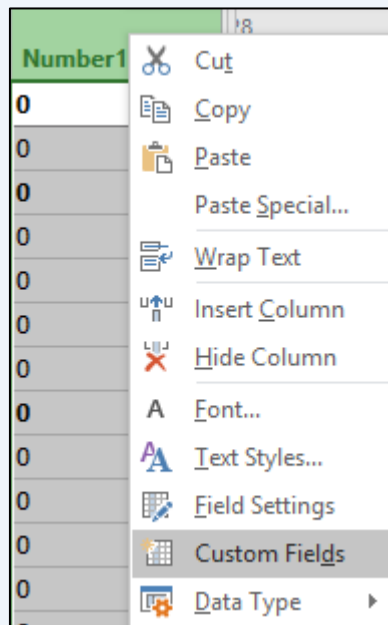 Number1
Cut
Copy
Paste
Paste Special...
Wrap Text
Insert Column
Hide Column
Font...
Text Styles...
Field Settings
Custom Fields
Data Type
0
0
0
0
0
0
0
0
0
0
0
0